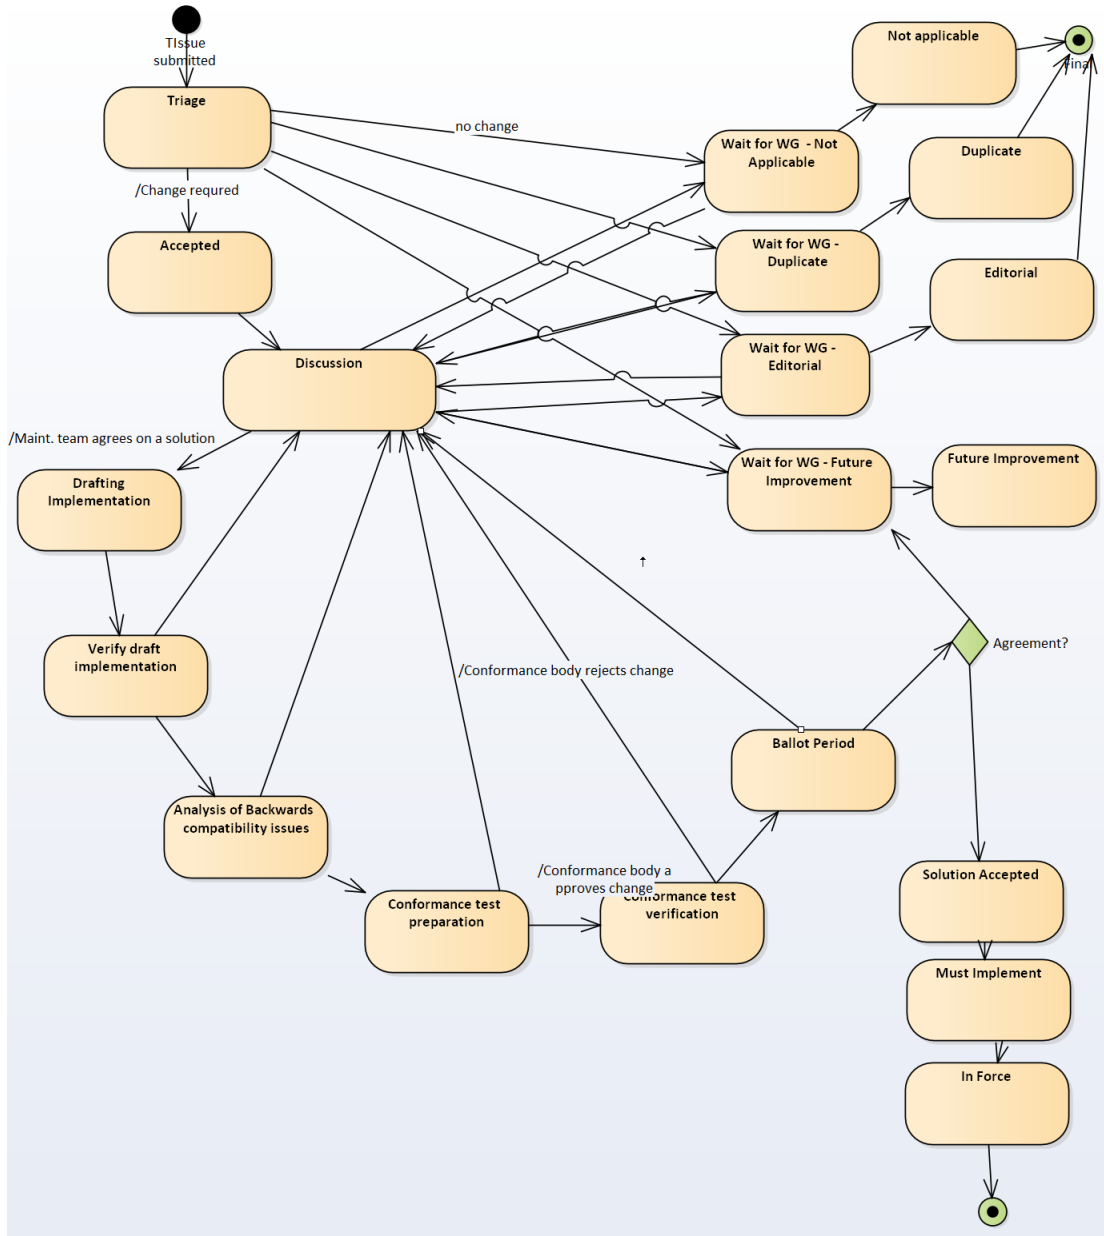 TIssue
submitted
Not applicable
Final
Triage
no change
Wait for WG  - Not
Applicable
Duplicate
/Change requred
Accepted
Wait for WG -
Duplicate
Editorial
Discussion
Wait for WG -
Editorial
/Maint. team agrees on a solution
Drafting
Implementation
Wait for WG - Future
Improvement
Future Improvement
Verify draft
implementation
/Conformance body rejects change
Agreement?
Ballot Period
Analysis of Backwards
compatibility issues
/Conformance body a
pproves change
Conformance test
preparation
Conformance test
verification
Solution Accepted
Must Implement
In Force